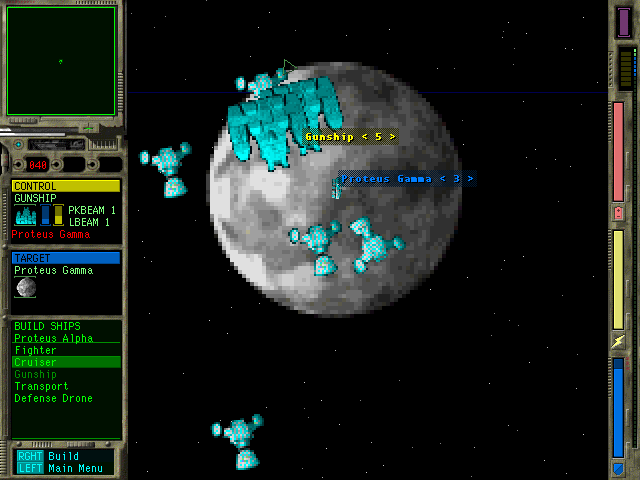 Gunship < 5 >
Proteus Gamma < 3 >
040
CONTROL
GUNSHIP
PKBEAM 1
LBEAM 1
Proteus Gamma
TARGET
Proteus Gamma
BUILD SHIPS
Proteus Alpha
Fighter
Cruiser
Gunship
Transport
Defense Drone
RGHT Build
LEFT Main Menu